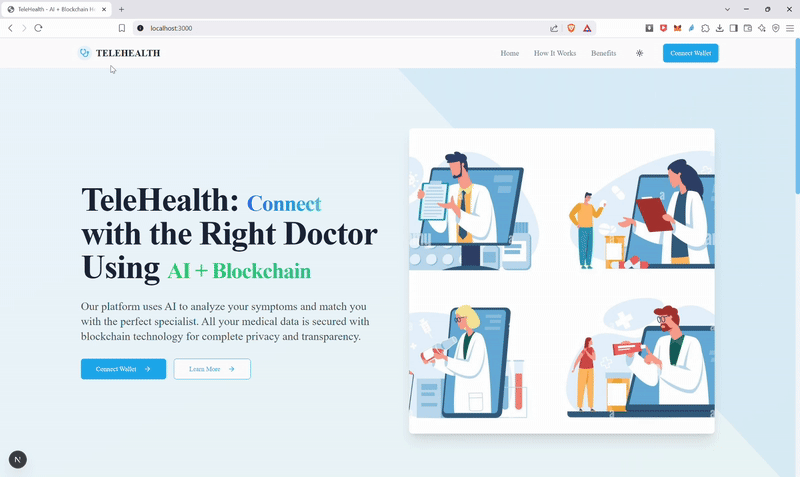 TeleHealth - AI + Blockchain H
localhost:3000
TELEHEALTH
Home
How It Works
Benefits
Connect Wallet
TeleHealth: Connect
with the Right Doctor
Using AI + Blockchain
Our platform uses AI to analyze your symptoms and match you
with the perfect specialist. All your medical data is secured with
blockchain technology for complete privacy and transparency.
Connect Wallet →
Learn More →
N